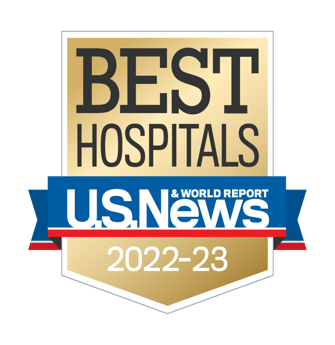 BEST
HOSPITALS
& WORLD REPORT
U.S.News
2022-23